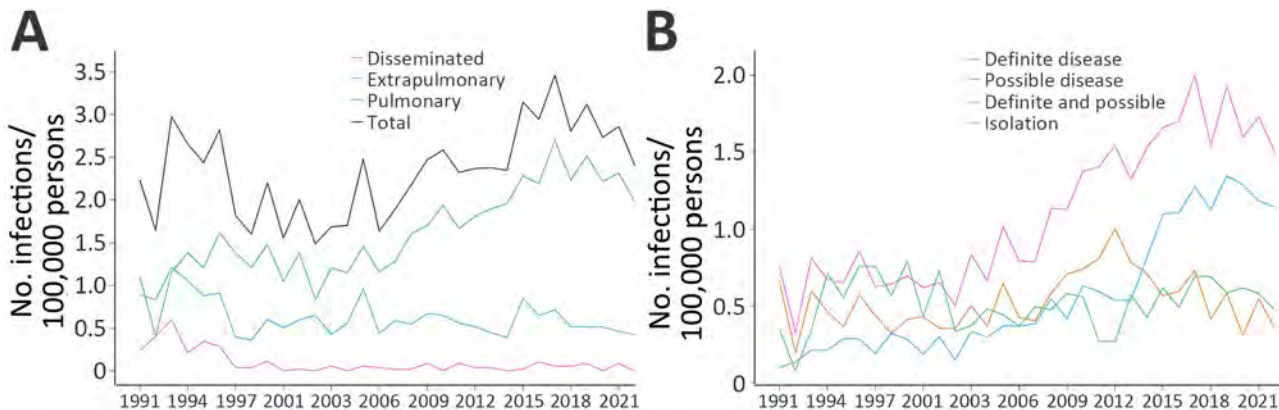 A
B
Disseminated
Extrapulmonary
Pulmonary
Total
Definite disease
Possible disease
Definite and possible
Isolation
No. infections/
100,000 persons
3.5
3.0
2.5
2.0
1.5
1.0
0.5
0
1991 1994 1997 2001 2003 2006 2009 2012 2015 2018 2021
No. infections/
100,000 persons
2.0
1.5
1.0
0.5
0
1991 1994 1997 2001 2003 2006 2009 2012 2015 2018 2021